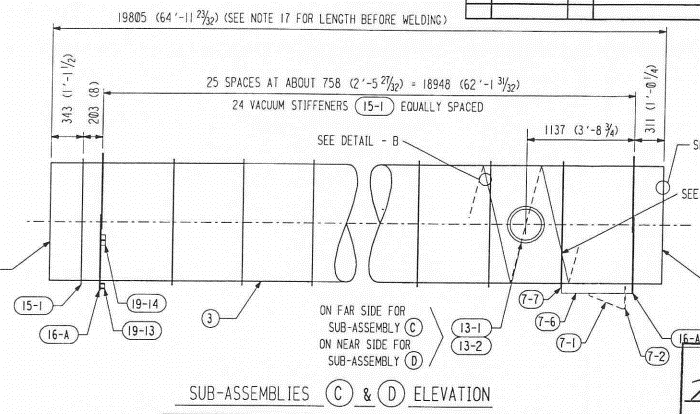 19805 (64'-11 23/32) (SEE NOTE 17 FOR LENGTH BEFORE WELDING)
343 (1'-1 1/2)
203 (8)
25 SPACES AT ABOUT 758 (2'-5 27/32) = 18948 (62'-1 31/32)
24 VACUUM STIFFENERS 15-1 EQUALLY SPACED
311 (1'-0 1/4)
1137 (3'-8 3/4)
SEE DETAIL - B
SEE
15-1
16-A
19-14
19-13
3
ON FAR SIDE FOR
SUB-ASSEMBLY C
ON NEAR SIDE FOR
SUB-ASSEMBLY D
13-1
13-2
7-7
7-6
7-1
7-2
16-A
SUB-ASSEMBLIES C & D ELEVATION